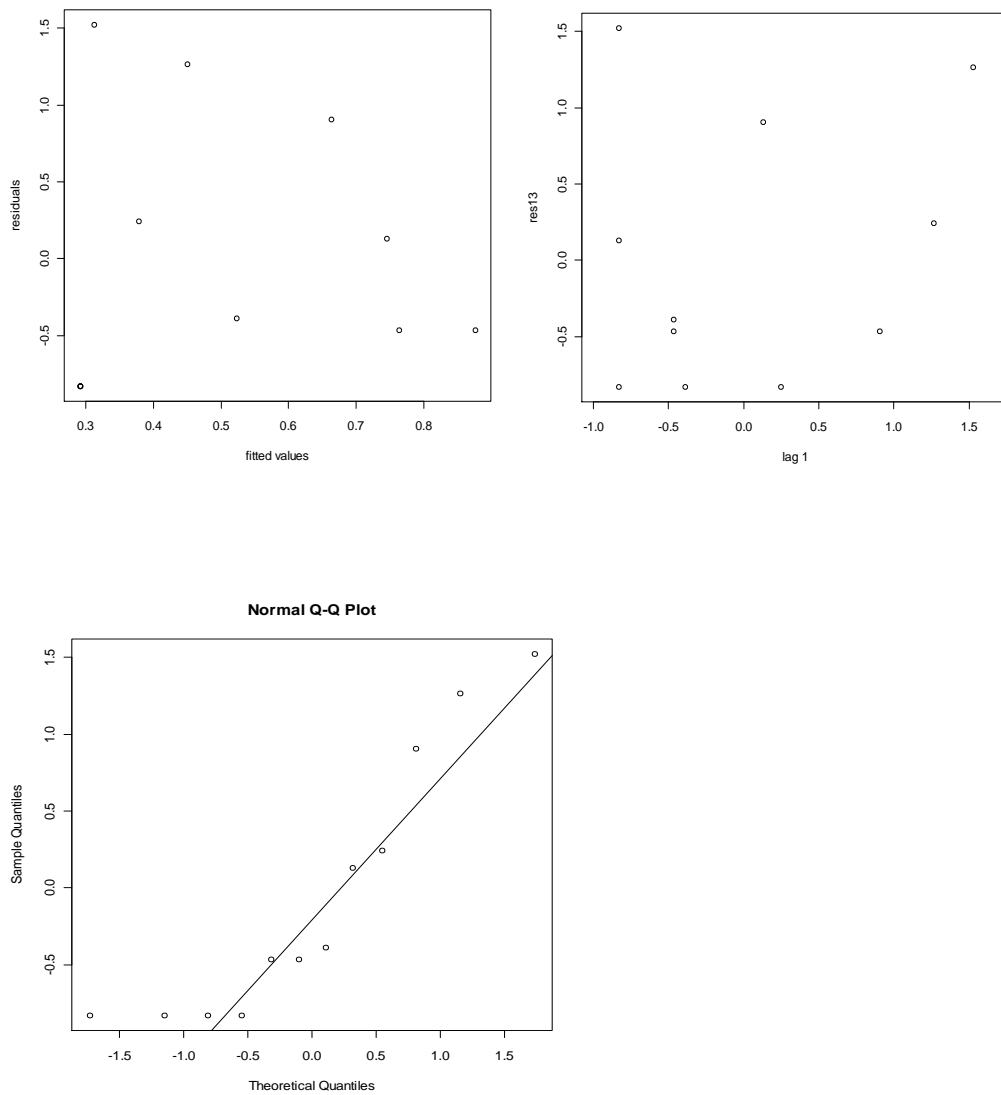 1.5
1.0
0.5
0.0
-0.5
residuals
0.3 0.4 0.5 0.6 0.7 0.8
fitted values
1.5
1.0
0.5
0.0
-0.5
res13
-1.0 -0.5 0.0 0.5 1.0 1.5
lag 1
Normal Q-Q Plot
1.5
1.0
0.5
0.0
-0.5
Sample Quantiles
-1.5 -1.0 -0.5 0.0 0.5 1.0 1.5
Theoretical Quantiles